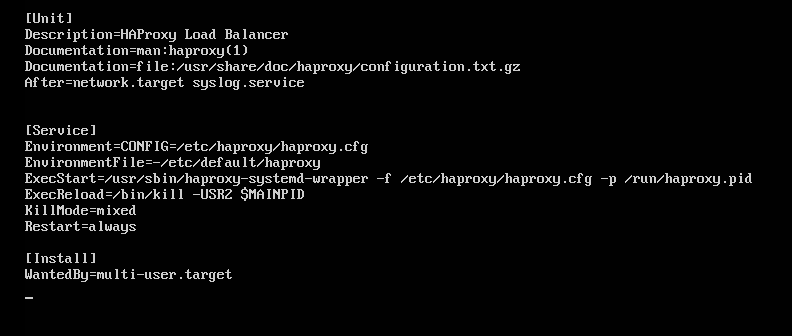 [Unit]
Description=HAProxy Load Balancer
Documentation=man:haproxy(1)
Documentation=file:/usr/share/doc/haproxy/configuration.txt.gz
After=network.target syslog.service
[Service]
Environment=CONFIG=/etc/haproxy/haproxy.cfg
EnvironmentFile=-/etc/default/haproxy
ExecStart=/usr/sbin/haproxy-systemd-wrapper -f /etc/haproxy/haproxy.cfg -p /run/haproxy.pid
ExecReload=/bin/kill -USR2 $MAINPID
KillMode=mixed
Restart=always
[Install]
WantedBy=multi-user.target